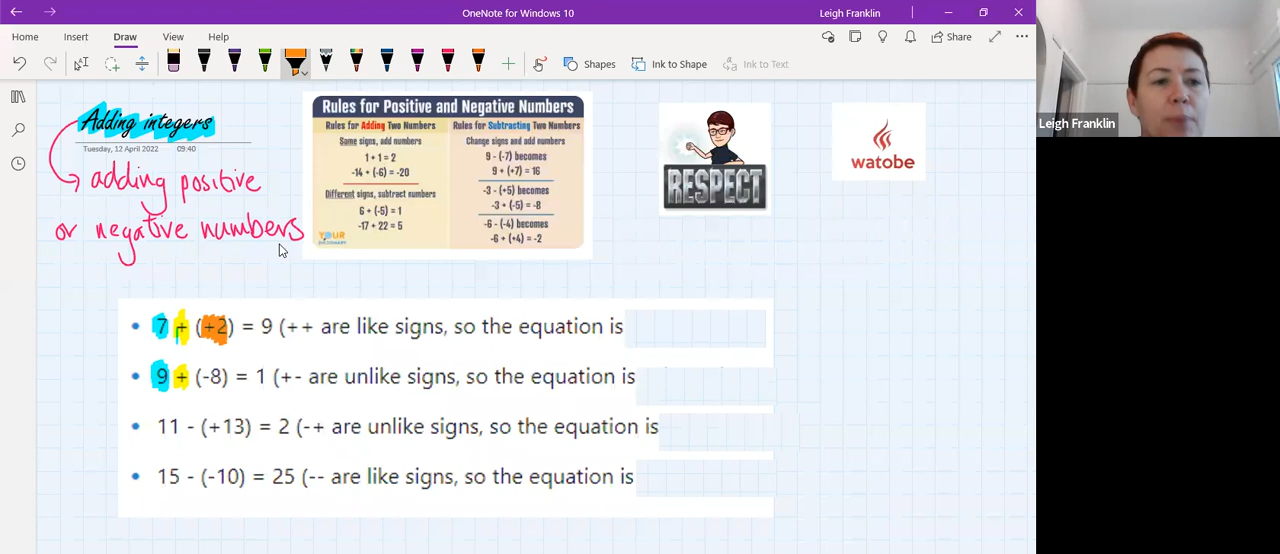 OneNote for Windows 10
Leigh Franklin
Home
Insert
Draw
View
Help
Share
Shapes
Ink to Shape
Ink to Text
Adding integers
Tuesday, 12 April 2022 09:40
adding positive
or negative numbers
Rules for Positive and Negative Numbers
Rules for Adding Two Numbers
Same signs, add numbers
1 + 1 = 2
-14 + (-6) = -20
Different signs, subtract numbers
6 + (-5) = 1
-17 + 22 = 5
YOUR
DICTIONARY
Rules for Subtracting Two Numbers
Change signs and add numbers
9 - (-7) becomes
9 + (+7) = 16
-3 - (+5) becomes
-3 + (-5) = -8
-6 - (-4) becomes
-6 + (+4) = -2
RESPECT
watobe
Leigh Franklin
• 7 + (+2) = 9 (++ are like signs, so the equation is
• 9 + (-8) = 1 (+- are unlike signs, so the equation is
• 11 - (+13) = 2 (-+ are unlike signs, so the equation is
• 15 - (-10) = 25 (-- are like signs, so the equation is